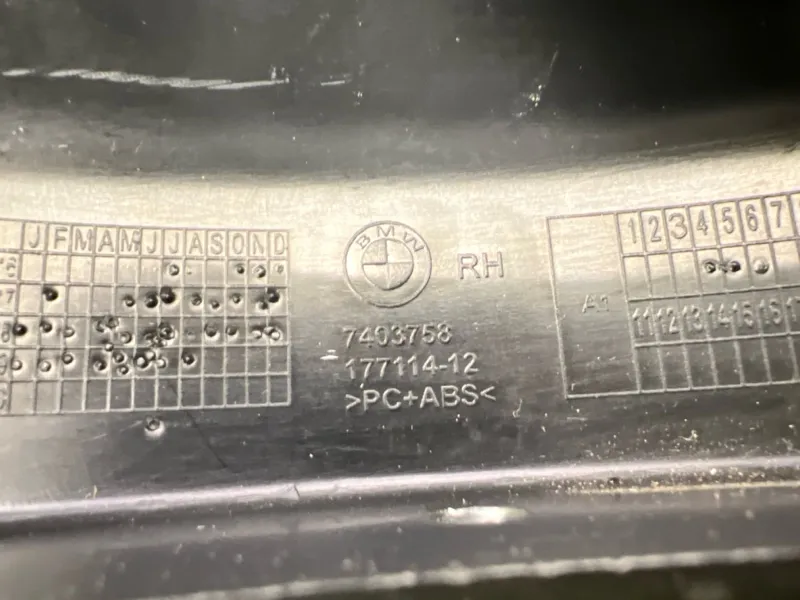 J F M A M J J A S O N D
BMW
RH
7403758
177114-12
>PC+ABS<
A1
1 2 3 4 5 6 7
11 12 13 14 15 16